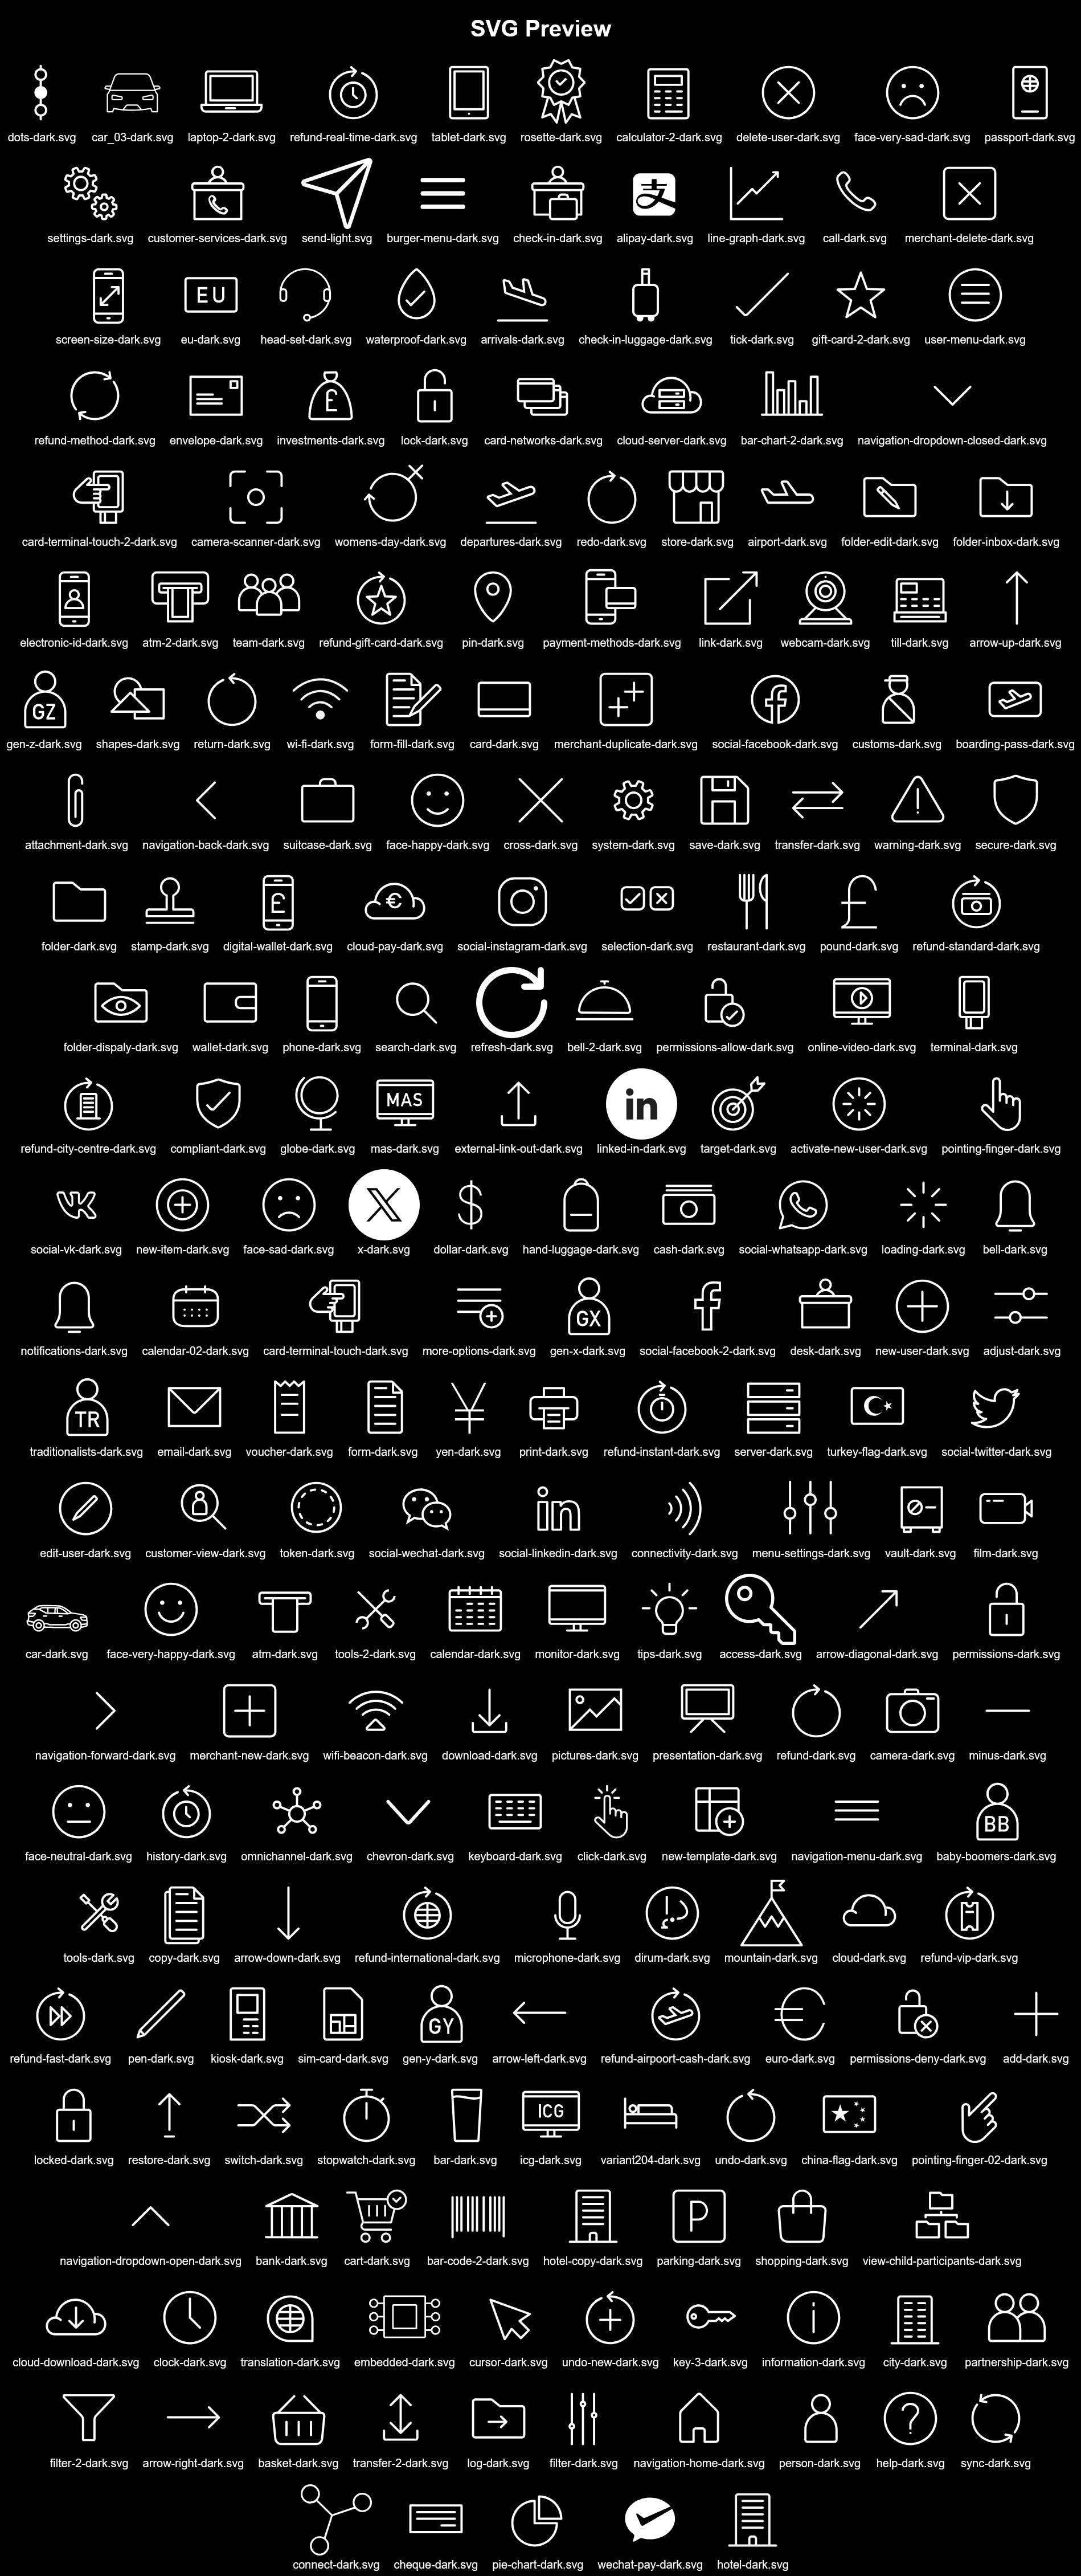 SVG Preview
dots-dark.svg car_03-dark.svg laptop-2-dark.svg refund-real-time-dark.svg tablet-dark.svg rosette-dark.svg calculator-2-dark.svg delete-user-dark.svg face-very-sad-dark.svg passport-dark.svg
支
settings-dark.svg customer-services-dark.svg send-light.svg burger-menu-dark.svg check-in-dark.svg alipay-dark.svg line-graph-dark.svg call-dark.svg merchant-delete-dark.svg
EU
screen-size-dark.svg eu-dark.svg head-set-dark.svg waterproof-dark.svg arrivals-dark.svg check-in-luggage-dark.svg tick-dark.svg gift-card-2-dark.svg user-menu-dark.svg
£
refund-method-dark.svg envelope-dark.svg investments-dark.svg lock-dark.svg card-networks-dark.svg cloud-server-dark.svg bar-chart-2-dark.svg navigation-dropdown-closed-dark.svg
card-terminal-touch-2-dark.svg camera-scanner-dark.svg womens-day-dark.svg departures-dark.svg redo-dark.svg store-dark.svg airport-dark.svg folder-edit-dark.svg folder-inbox-dark.svg
electronic-id-dark.svg atm-2-dark.svg team-dark.svg refund-gift-card-dark.svg pin-dark.svg payment-methods-dark.svg link-dark.svg webcam-dark.svg till-dark.svg arrow-up-dark.svg
GZ
gen-z-dark.svg shapes-dark.svg return-dark.svg wi-fi-dark.svg form-fill-dark.svg card-dark.svg merchant-duplicate-dark.svg social-facebook-dark.svg customs-dark.svg boarding-pass-dark.svg
attachment-dark.svg navigation-back-dark.svg suitcase-dark.svg face-happy-dark.svg cross-dark.svg system-dark.svg save-dark.svg transfer-dark.svg warning-dark.svg secure-dark.svg
£ € £
folder-dark.svg stamp-dark.svg digital-wallet-dark.svg cloud-pay-dark.svg social-instagram-dark.svg selection-dark.svg restaurant-dark.svg pound-dark.svg refund-standard-dark.svg
folder-dispaly-dark.svg wallet-dark.svg phone-dark.svg search-dark.svg refresh-dark.svg bell-2-dark.svg permissions-allow-dark.svg online-video-dark.svg terminal-dark.svg
MAS in
refund-city-centre-dark.svg compliant-dark.svg globe-dark.svg mas-dark.svg external-link-out-dark.svg linked-in-dark.svg target-dark.svg activate-new-user-dark.svg pointing-finger-dark.svg
VK X $
social-vk-dark.svg new-item-dark.svg face-sad-dark.svg x-dark.svg dollar-dark.svg hand-luggage-dark.svg cash-dark.svg social-whatsapp-dark.svg loading-dark.svg bell-dark.svg
GX f
notifications-dark.svg calendar-02-dark.svg card-terminal-touch-dark.svg more-options-dark.svg gen-x-dark.svg social-facebook-2-dark.svg desk-dark.svg new-user-dark.svg adjust-dark.svg
TR ¥
traditionalists-dark.svg email-dark.svg voucher-dark.svg form-dark.svg yen-dark.svg print-dark.svg refund-instant-dark.svg server-dark.svg turkey-flag-dark.svg social-twitter-dark.svg
in
edit-user-dark.svg customer-view-dark.svg token-dark.svg social-wechat-dark.svg social-linkedin-dark.svg connectivity-dark.svg menu-settings-dark.svg vault-dark.svg film-dark.svg
car-dark.svg face-very-happy-dark.svg atm-dark.svg tools-2-dark.svg calendar-dark.svg monitor-dark.svg tips-dark.svg access-dark.svg arrow-diagonal-dark.svg permissions-dark.svg
navigation-forward-dark.svg merchant-new-dark.svg wifi-beacon-dark.svg download-dark.svg pictures-dark.svg presentation-dark.svg refund-dark.svg camera-dark.svg minus-dark.svg
BB
face-neutral-dark.svg history-dark.svg omnichannel-dark.svg chevron-dark.svg keyboard-dark.svg click-dark.svg new-template-dark.svg navigation-menu-dark.svg baby-boomers-dark.svg
tools-dark.svg copy-dark.svg arrow-down-dark.svg refund-international-dark.svg microphone-dark.svg dirum-dark.svg mountain-dark.svg cloud-dark.svg refund-vip-dark.svg
GY €
refund-fast-dark.svg pen-dark.svg kiosk-dark.svg sim-card-dark.svg gen-y-dark.svg arrow-left-dark.svg refund-airpoort-cash-dark.svg euro-dark.svg permissions-deny-dark.svg add-dark.svg
ICG
locked-dark.svg restore-dark.svg switch-dark.svg stopwatch-dark.svg bar-dark.svg icg-dark.svg variant204-dark.svg undo-dark.svg china-flag-dark.svg pointing-finger-02-dark.svg
P
navigation-dropdown-open-dark.svg bank-dark.svg cart-dark.svg bar-code-2-dark.svg hotel-copy-dark.svg parking-dark.svg shopping-dark.svg view-child-participants-dark.svg
i
cloud-download-dark.svg clock-dark.svg translation-dark.svg embedded-dark.svg cursor-dark.svg undo-new-dark.svg key-3-dark.svg information-dark.svg city-dark.svg partnership-dark.svg
?
filter-2-dark.svg arrow-right-dark.svg basket-dark.svg transfer-2-dark.svg log-dark.svg filter-dark.svg navigation-home-dark.svg person-dark.svg help-dark.svg sync-dark.svg
connect-dark.svg cheque-dark.svg pie-chart-dark.svg wechat-pay-dark.svg hotel-dark.svg